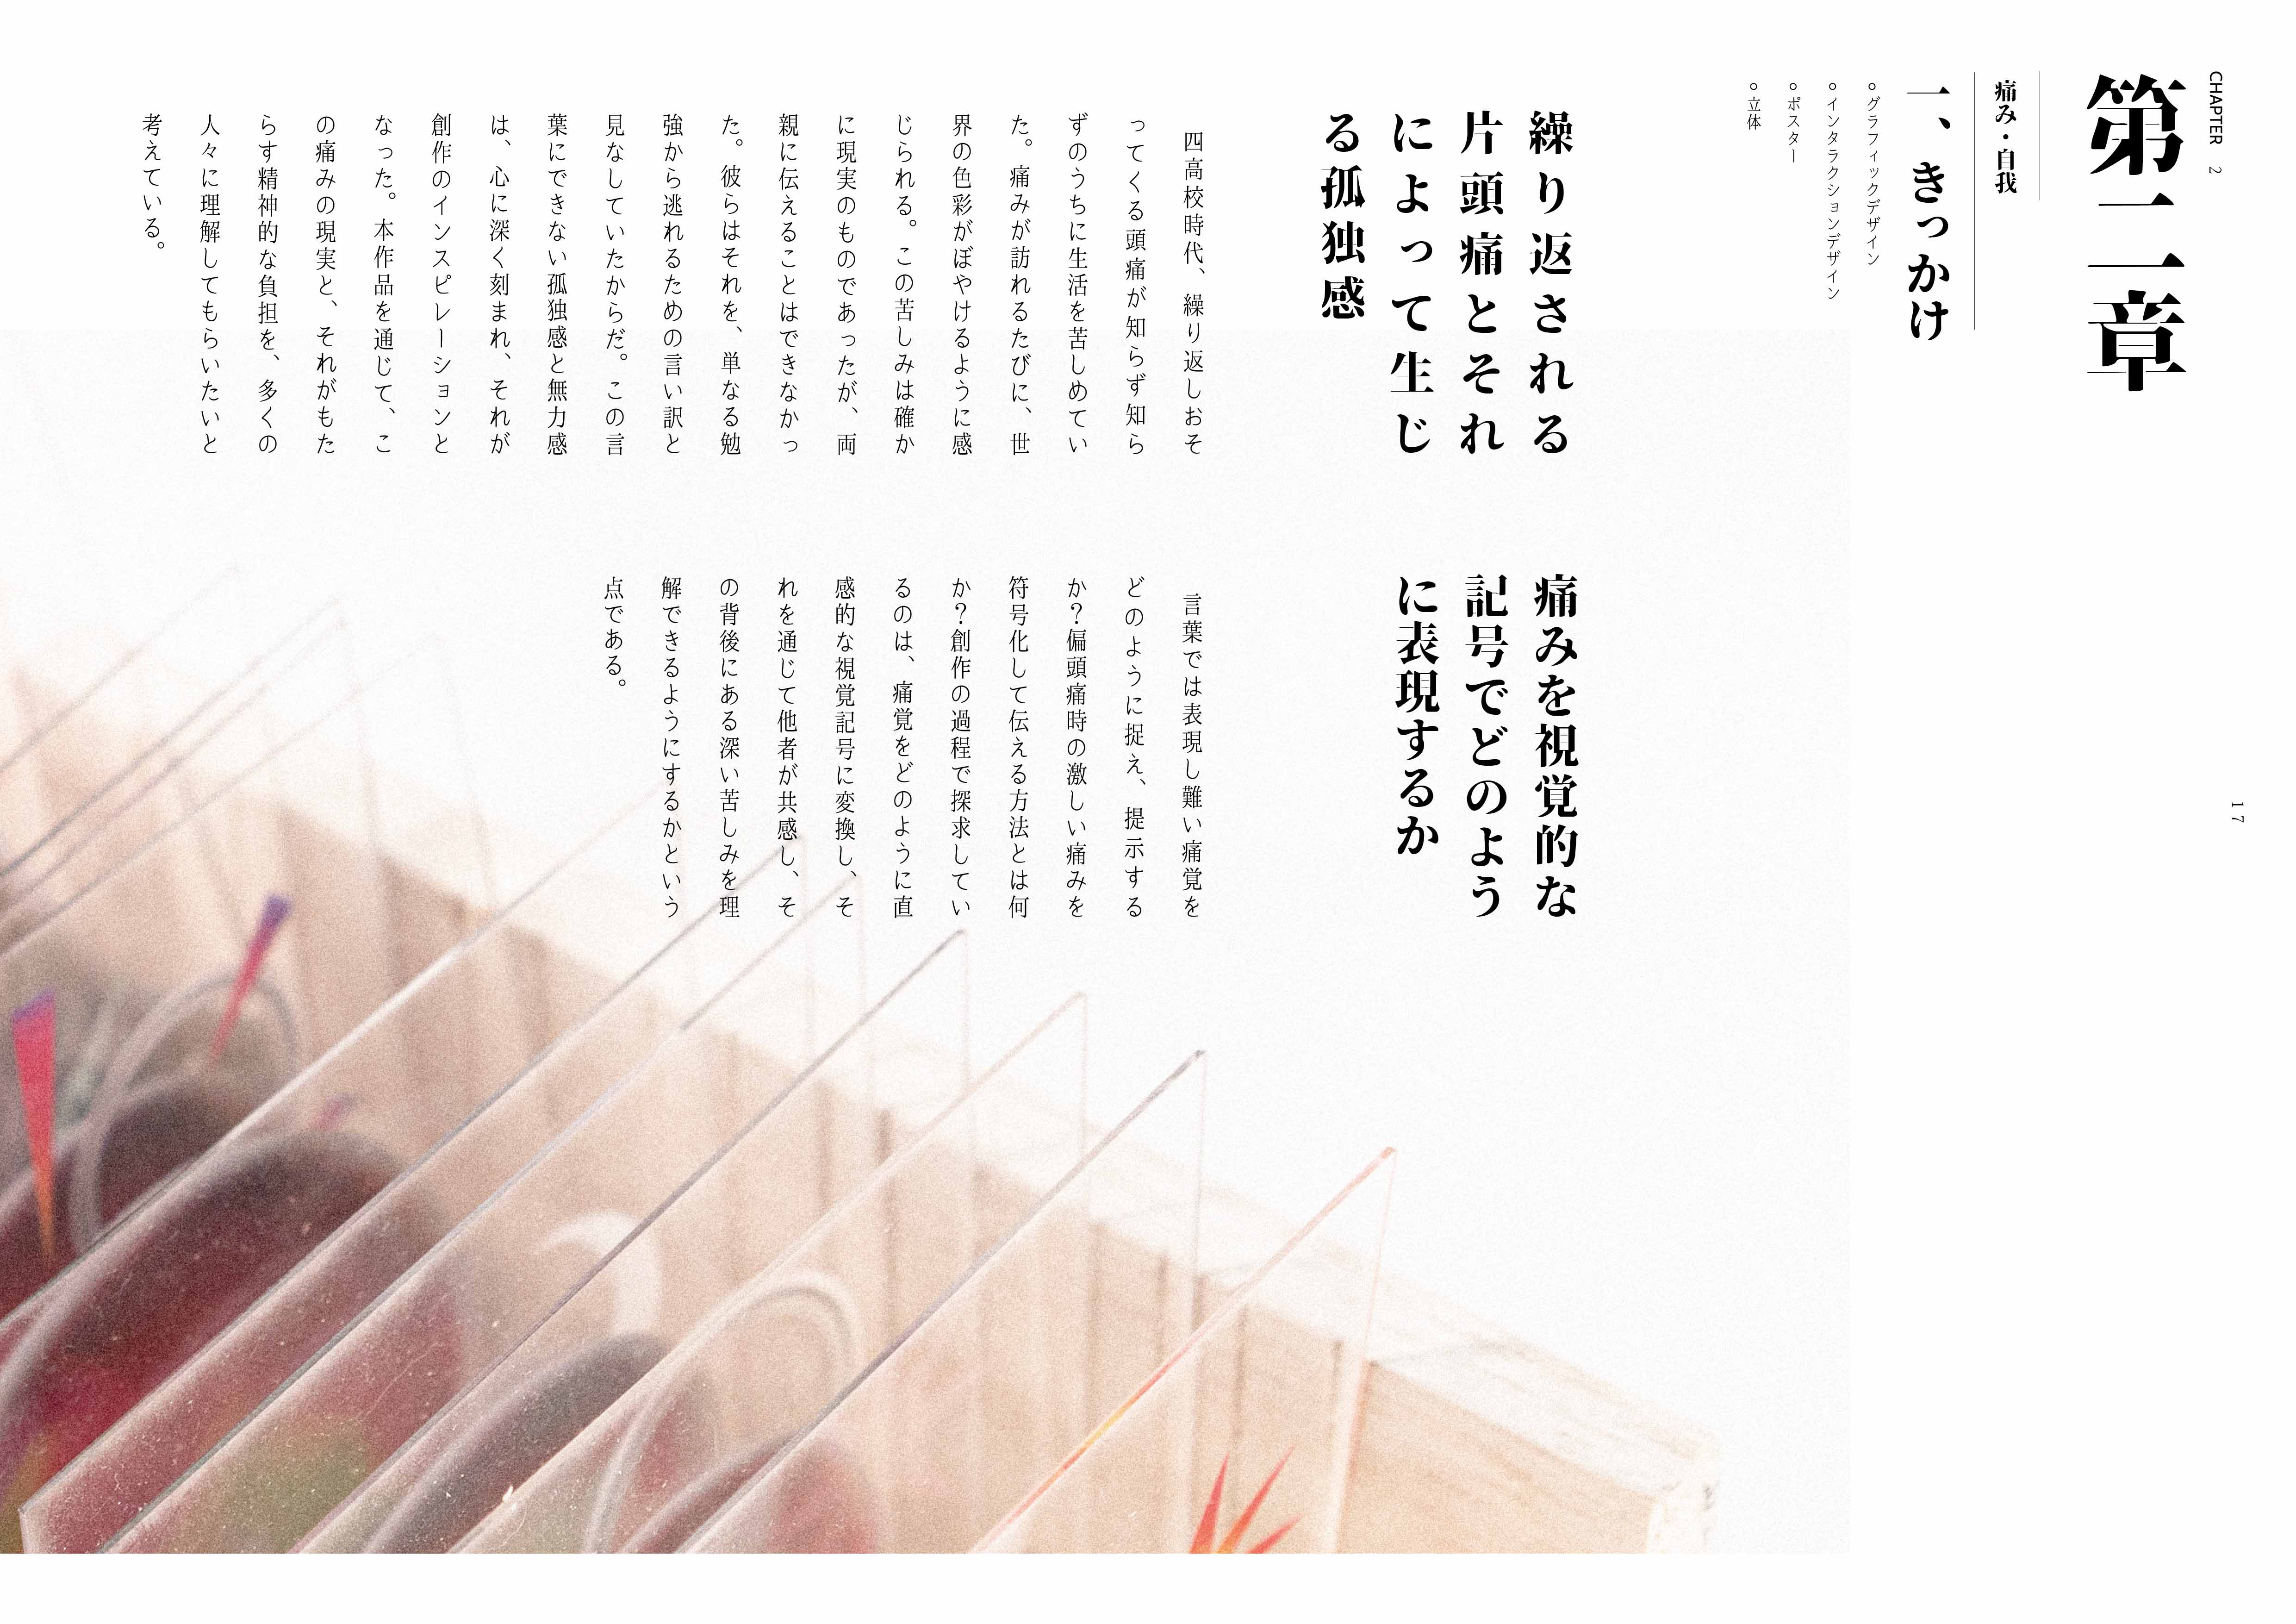 CHAPTER 2
第二章
痛み・自我
一、きっかけ
グラフィックデザイン
インタラクションデザイン
ポスター
立体
繰り返される
片頭痛とそれ
によって生じ
る孤独感
四高校時代、繰り返しおそ
ってくる頭痛が知らず知ら
ずのうちに生活を苦しめてい
た。痛みが訪れるたびに、世
界の色彩がぼやけるように感
じられる。この苦しみは確か
に現実のものであったが、両
親に伝えることはできなかっ
た。彼らはそれを、単なる勉
強から逃れるための言い訳と
見なしていたからだ。この言
葉にできない孤独感と無力感
は、心に深く刻まれ、それが
創作のインスピレーションと
なった。本作品を通じて、こ
の痛みの現実と、それがもた
らす精神的な負担を、多くの
人々に理解してもらいたいと
考えている。
痛みを視覚的な
記号でどのよう
に表現するか
言葉では表現し難い痛覚を
どのように捉え、提示する
か？偏頭痛時の激しい痛みを
符号化して伝える方法とは何
か？創作の過程で探求してい
るのは、痛覚をどのように直
感的な視覚記号に変換し、そ
れを通じて他者が共感し、そ
の背後にある深い苦しみを理
解できるようにするかという
点である。
17